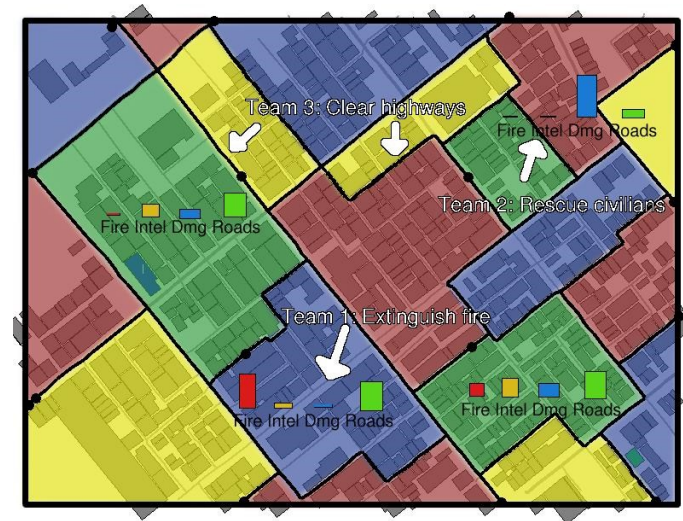 Team 3: Clear highways
Fire Intel Dmg Roads
Team 2: Rescue civilians
Fire Intel Dmg Roads
Team 1: Extinguish fire
Fire Intel Dmg Roads
Fire Intel Dmg Roads